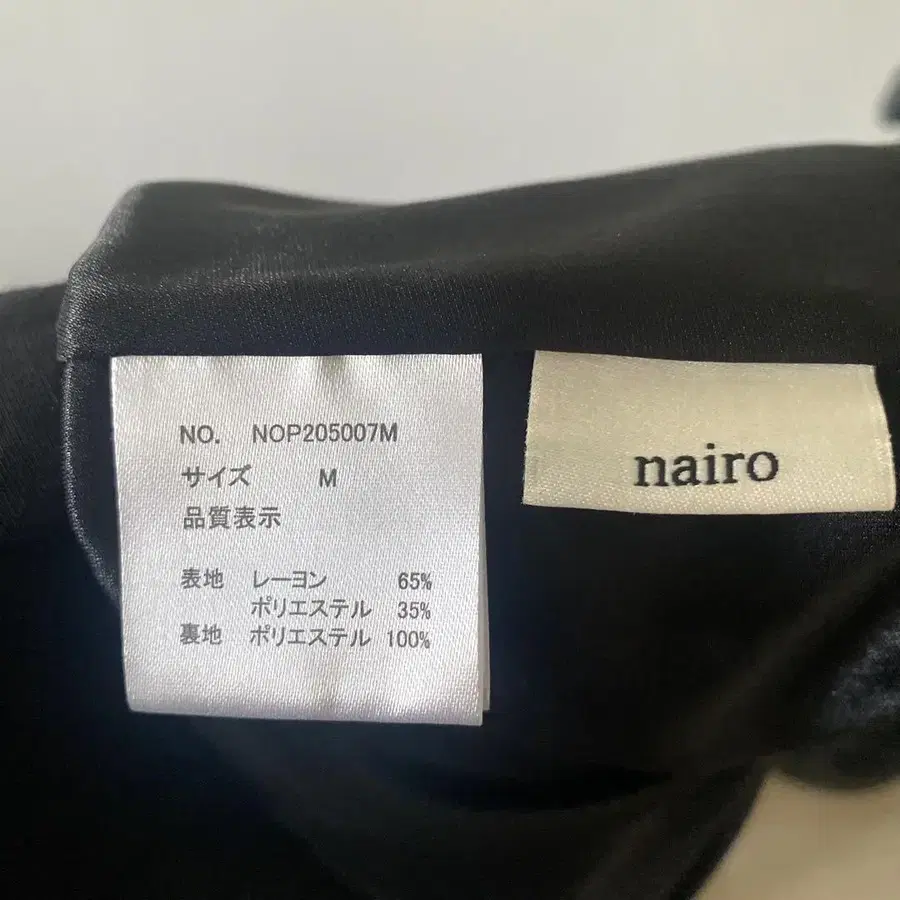 NO. NOP205007M
サイズ M
品質表示
表地 レーヨン 65%
ポリエステル 35%
裏地 ポリエステル 100%
nairo